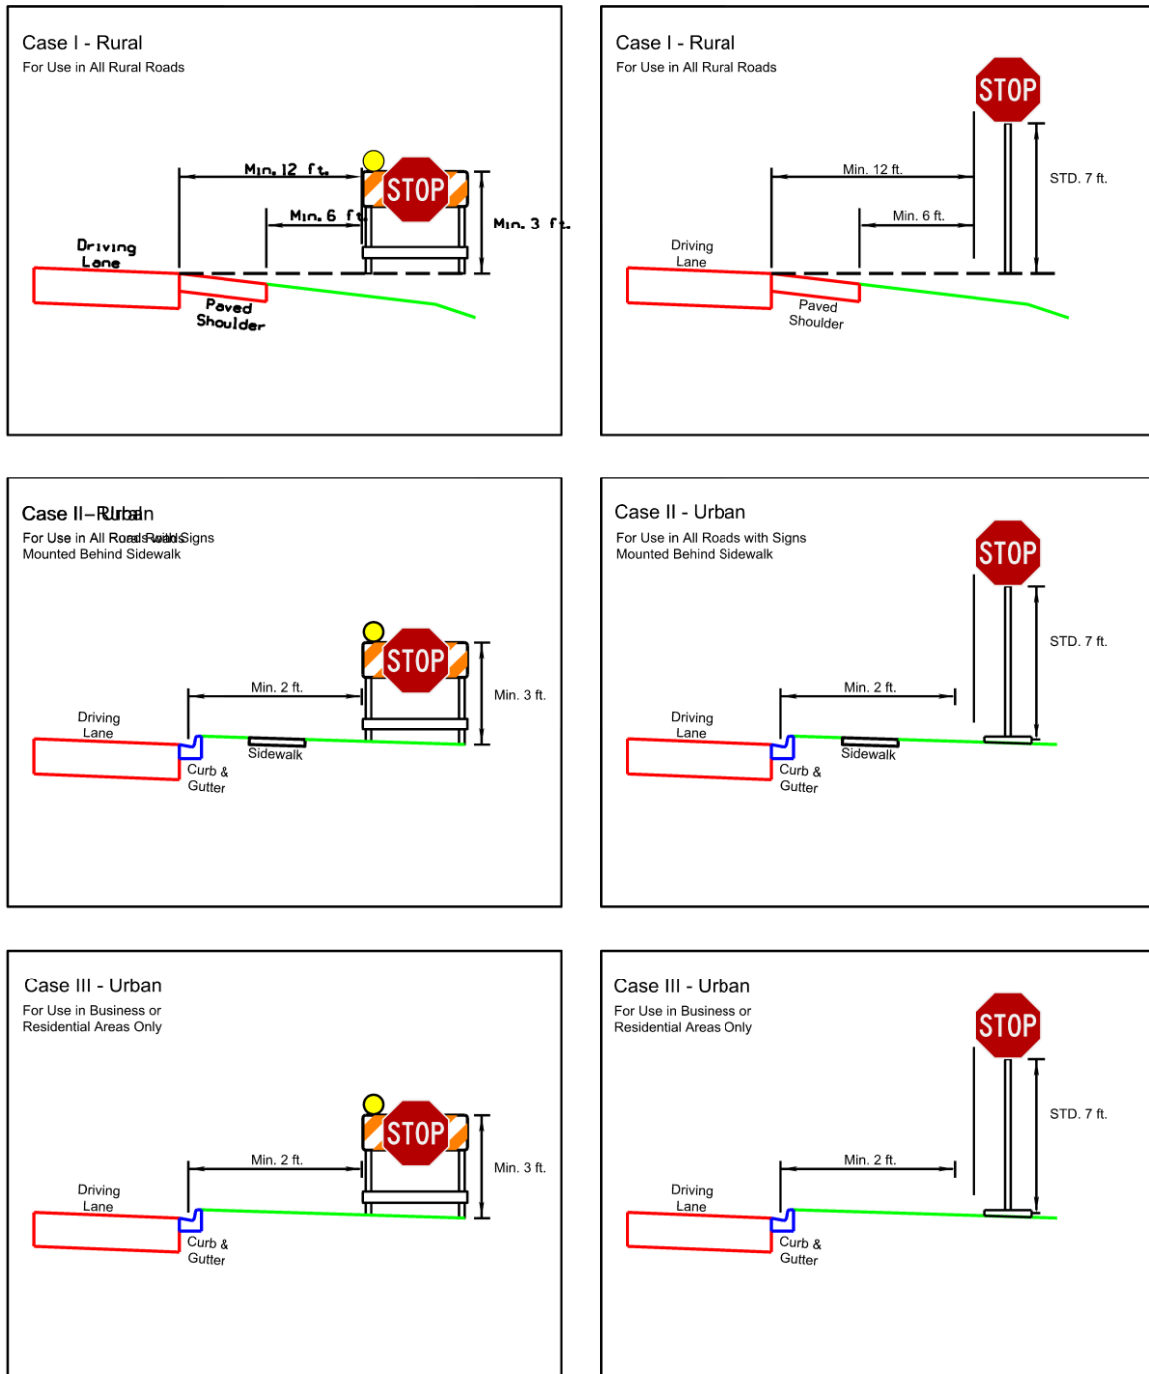 Case I - Rural
For Use in All Rural Roads
STOP
Min. 12 ft.
Min. 6 ft.
Min. 3 ft.
Driving
Lane
Paved
Shoulder
Case I - Rural
For Use in All Rural Roads
STOP
Min. 12 ft.
STD. 7 ft.
Min. 6 ft.
Driving
Lane
Paved
Shoulder
Case II - Urban
For Use in All Roads with Signs
Mounted Behind Sidewalk
STOP
Min. 2 ft.
Min. 3 ft.
Driving
Lane
Sidewalk
Curb &
Gutter
Case II - Urban
For Use in All Roads with Signs
Mounted Behind Sidewalk
STOP
STD. 7 ft.
Min. 2 ft.
Driving
Lane
Sidewalk
Curb &
Gutter
Case III - Urban
For Use in Business or
Residential Areas Only
STOP
Min. 2 ft.
Min. 3 ft.
Driving
Lane
Curb &
Gutter
Case III - Urban
For Use in Business or
Residential Areas Only
STOP
STD. 7 ft.
Min. 2 ft.
Driving
Lane
Curb &
Gutter